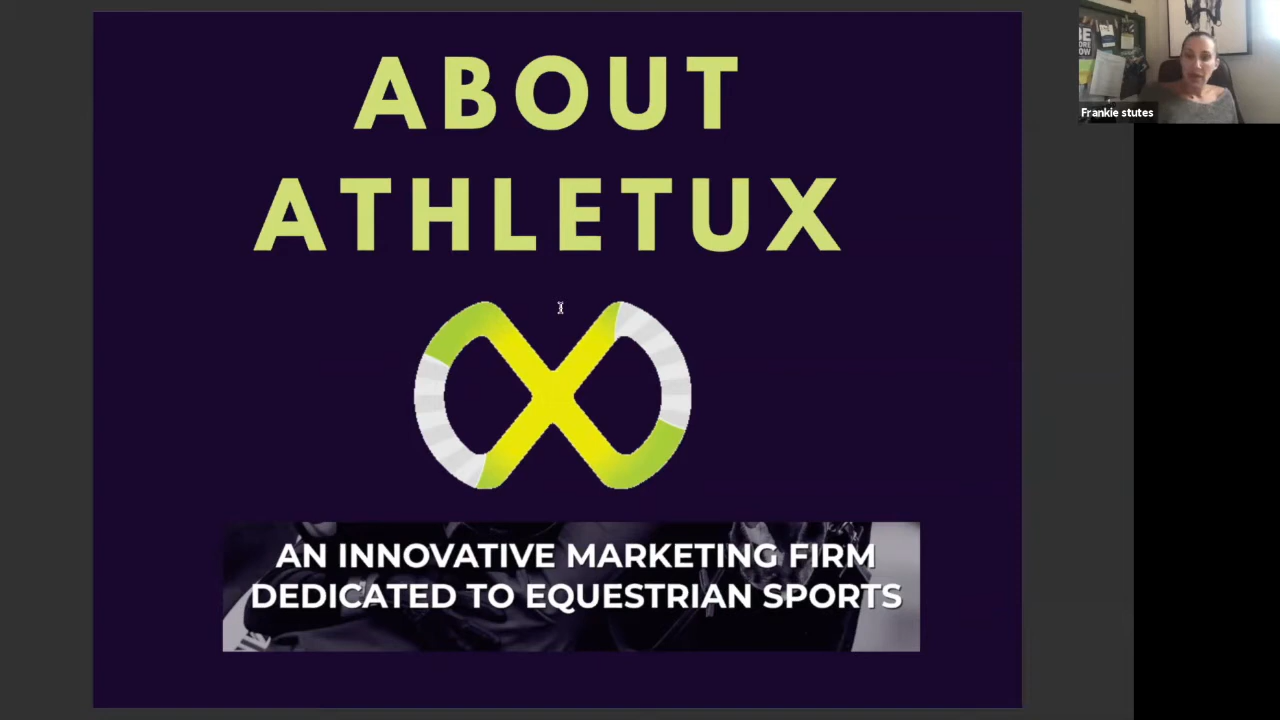 ABOUT
ATHLETUX
AN INNOVATIVE MARKETING FIRM
DEDICATED TO EQUESTRIAN SPORTS
Frankie stutes